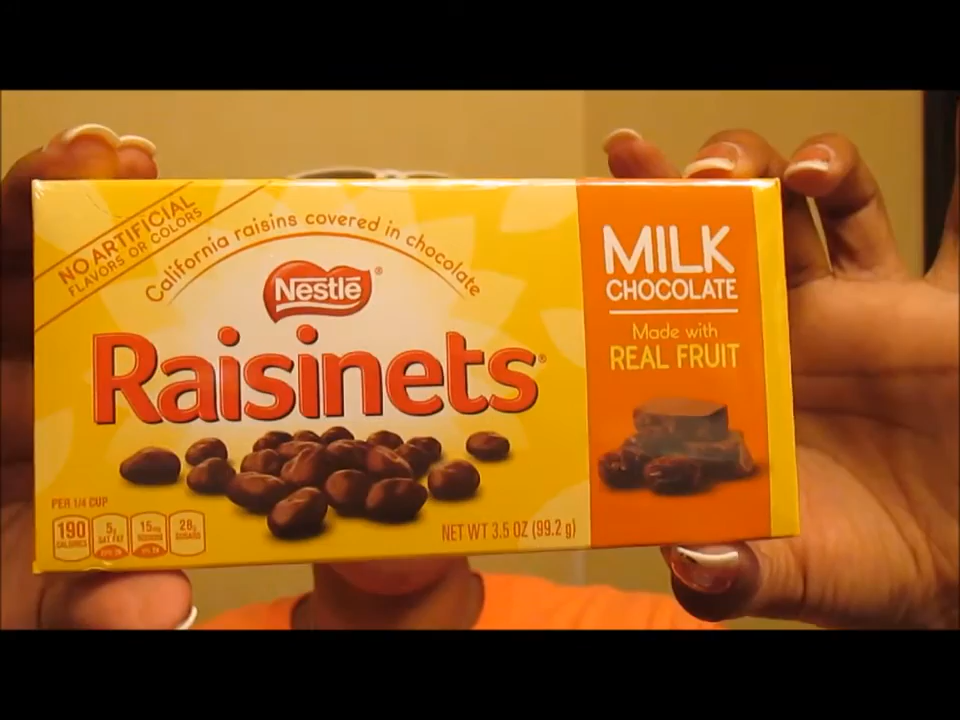 NO ARTIFICIAL
FLAVORS OR COLORS
California raisins covered in chocolate
Nestlé®
Raisinets®
MILK
CHOCOLATE
Made with
REAL FRUIT
PER 1/4 CUP
190 CALORIES
5g SAT FAT
15mg SODIUM
28g SUGARS
NET WT 3.5 OZ (99.2 g)